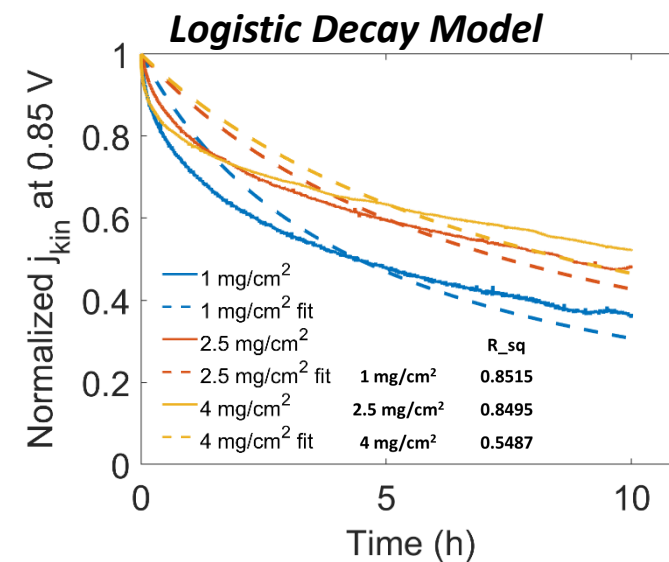 Logistic Decay Model
Normalized j_kin at 0.85 V
1
0.8
0.6
0.4
0.2
0
1 mg/cm²
1 mg/cm² fit
2.5 mg/cm²
2.5 mg/cm² fit
4 mg/cm²
4 mg/cm² fit
R_sq
1 mg/cm² 0.8515
2.5 mg/cm² 0.8495
4 mg/cm² 0.5487
0 5 10
Time (h)